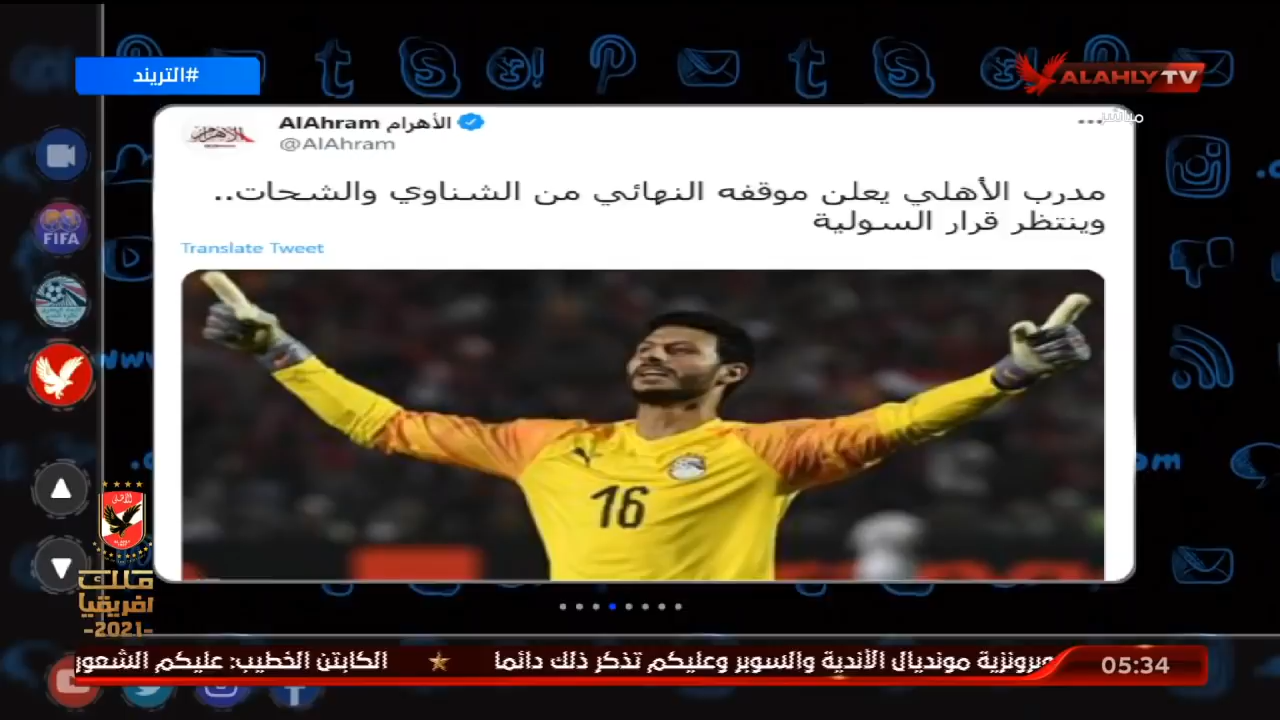 #التريند
ALAHLY TV
مباشر
AlAhram الأهرام
@AlAhram
مدرب الأهلي يعلن موقفه النهائي من الشناوي والشحات..
وينتظر قرار السولية
Translate Tweet
FIFA
16
ملك
افريقيا
-2021-
وبرونزية مونديال الأندية والسوبر وعليكم تذكر ذلك دائما ★ الكابتن الخطيب: عليكم الشعور
05:34